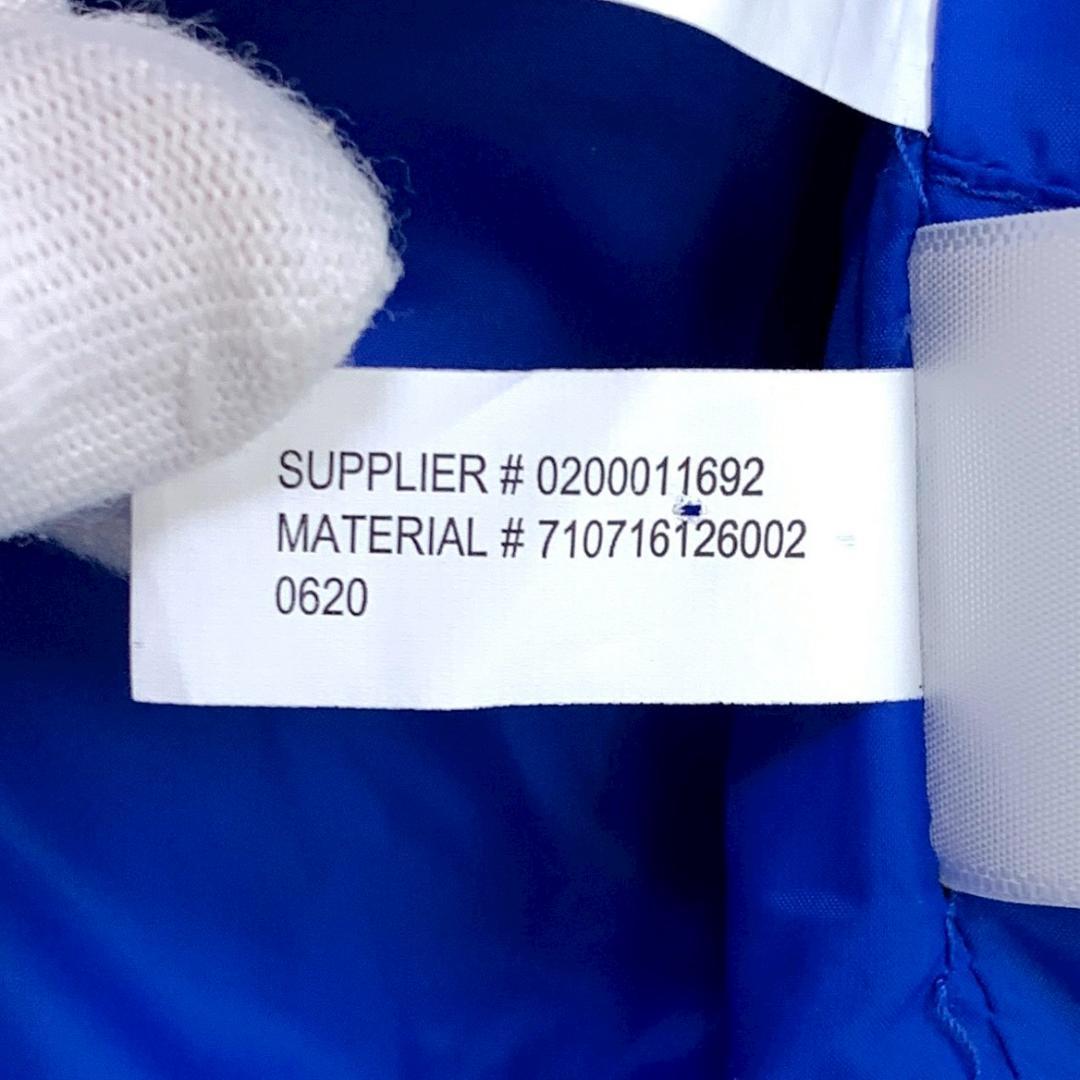 SUPPLIER # 0200011692
MATERIAL # 710716126002
0620